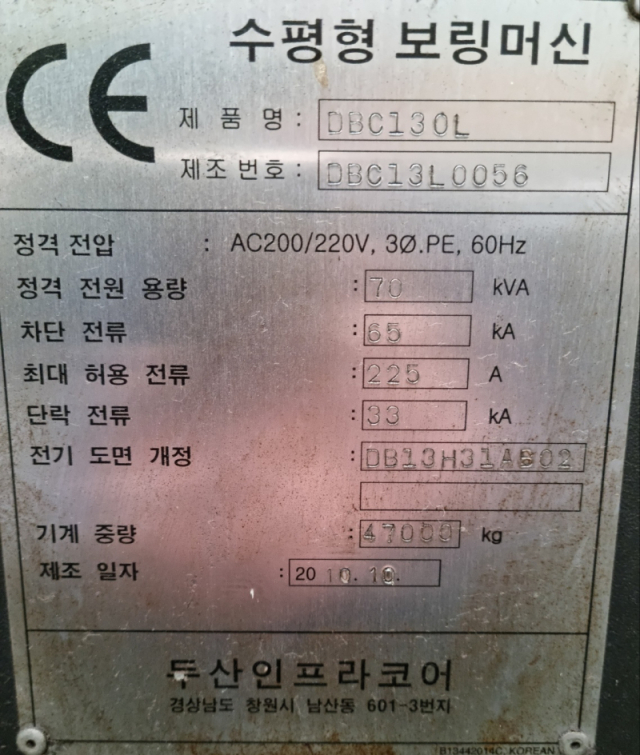 CE
수평형 보링머신
제 품 명 : DBC130L
제조 번호 : DBC13L0056
정격 전압 : AC200/220V, 3Ø.PE, 60Hz
정격 전원 용량 : 70 kVA
차단 전류 : 65 kA
최대 허용 전류 : 225 A
단락 전류 : 33 kA
전기 도면 개정 :
기계 중량 : 47000 kg
제조 일자 : 20 10. 10.
두산인프라코어
경상남도 창원시 남산동 601-3번지
KOREAN